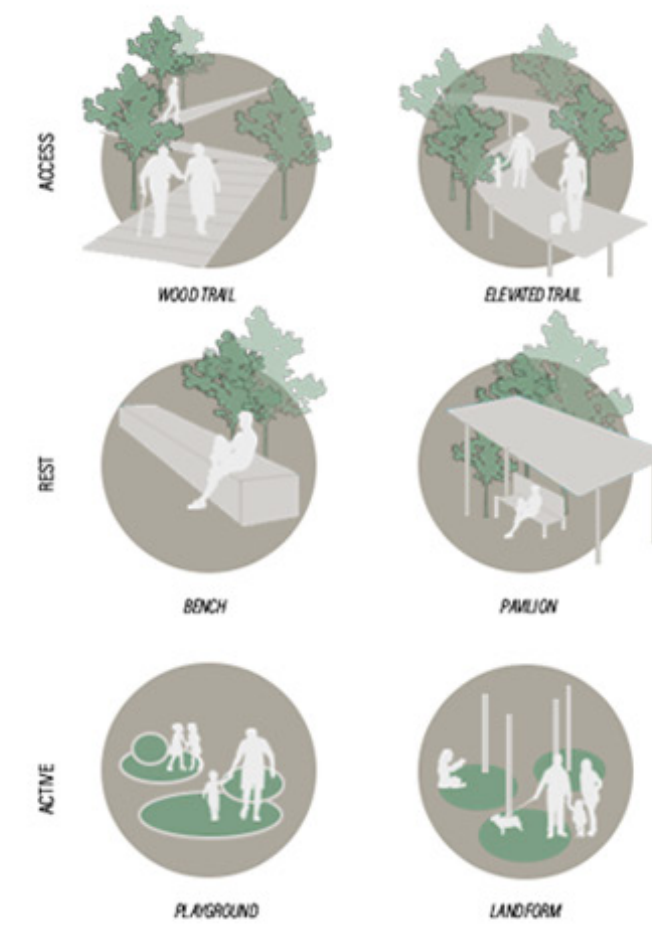 ACCESS
WOOD TRAIL
ELEVATED TRAIL
REST
BENCH
PAVILION
ACTIVE
PLAYGROUND
LANDFORM